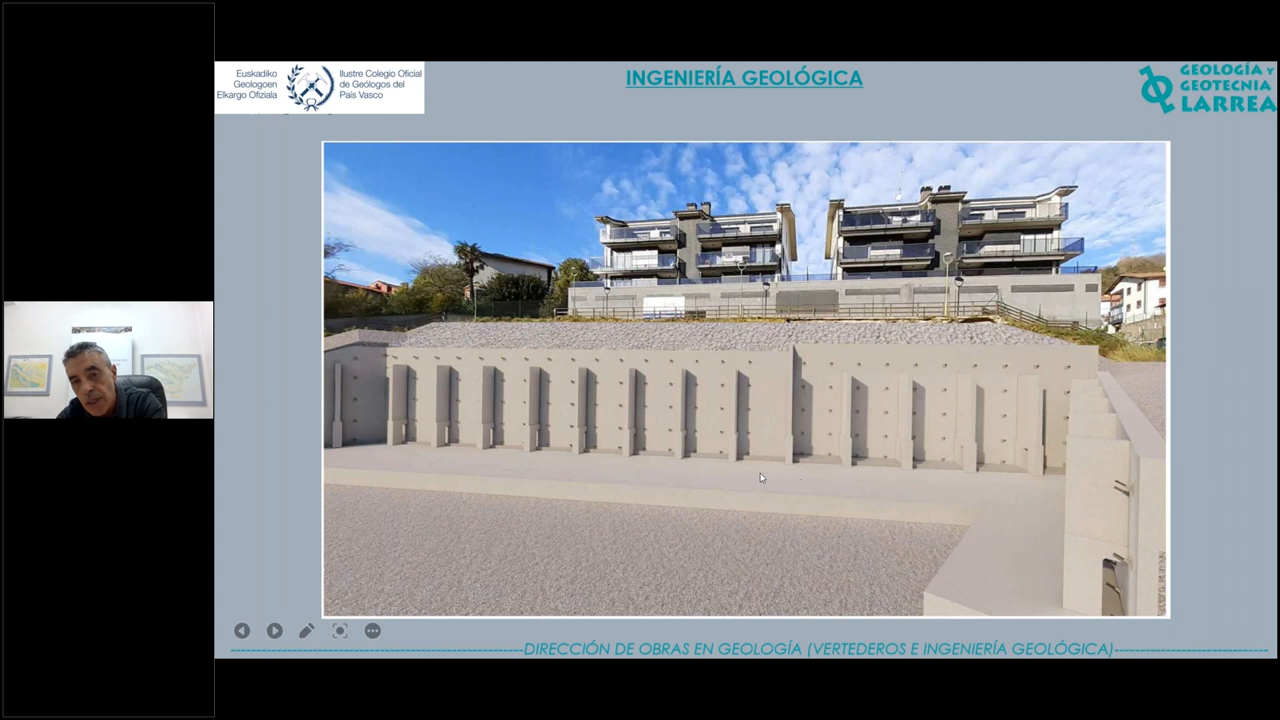 Euskadiko
Geologoen
Elkargo Ofiziala
Ilustre Colegio Oficial
de Geólogos del
País Vasco
INGENIERÍA GEOLÓGICA
GEOLOGÍA Y
GEOTECNIA
LARREA
DIRECCIÓN DE OBRAS EN GEOLOGÍA (VERTEDEROS E INGENIERÍA GEOLÓGICA)